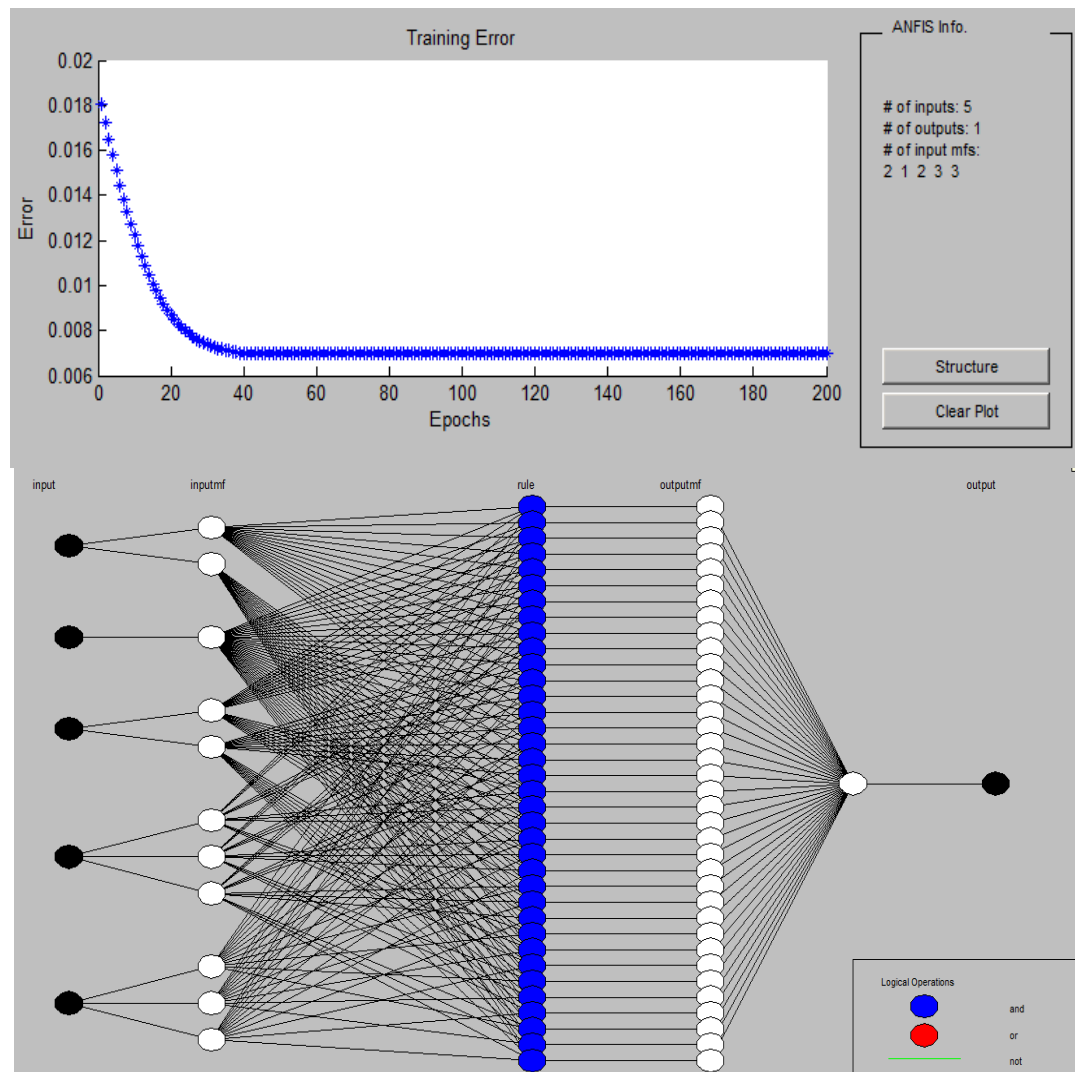 Training Error
0.02
0.018
0.016
0.014
0.012
0.01
0.008
0.006
Error
0 20 40 60 80 100 120 140 160 180 200
Epochs
ANFIS Info.
# of inputs: 5
# of outputs: 1
# of input mfs:
2 1 2 3 3
Structure
Clear Plot
input inputmf rule outputmf output
Logical Operations
and
or
not